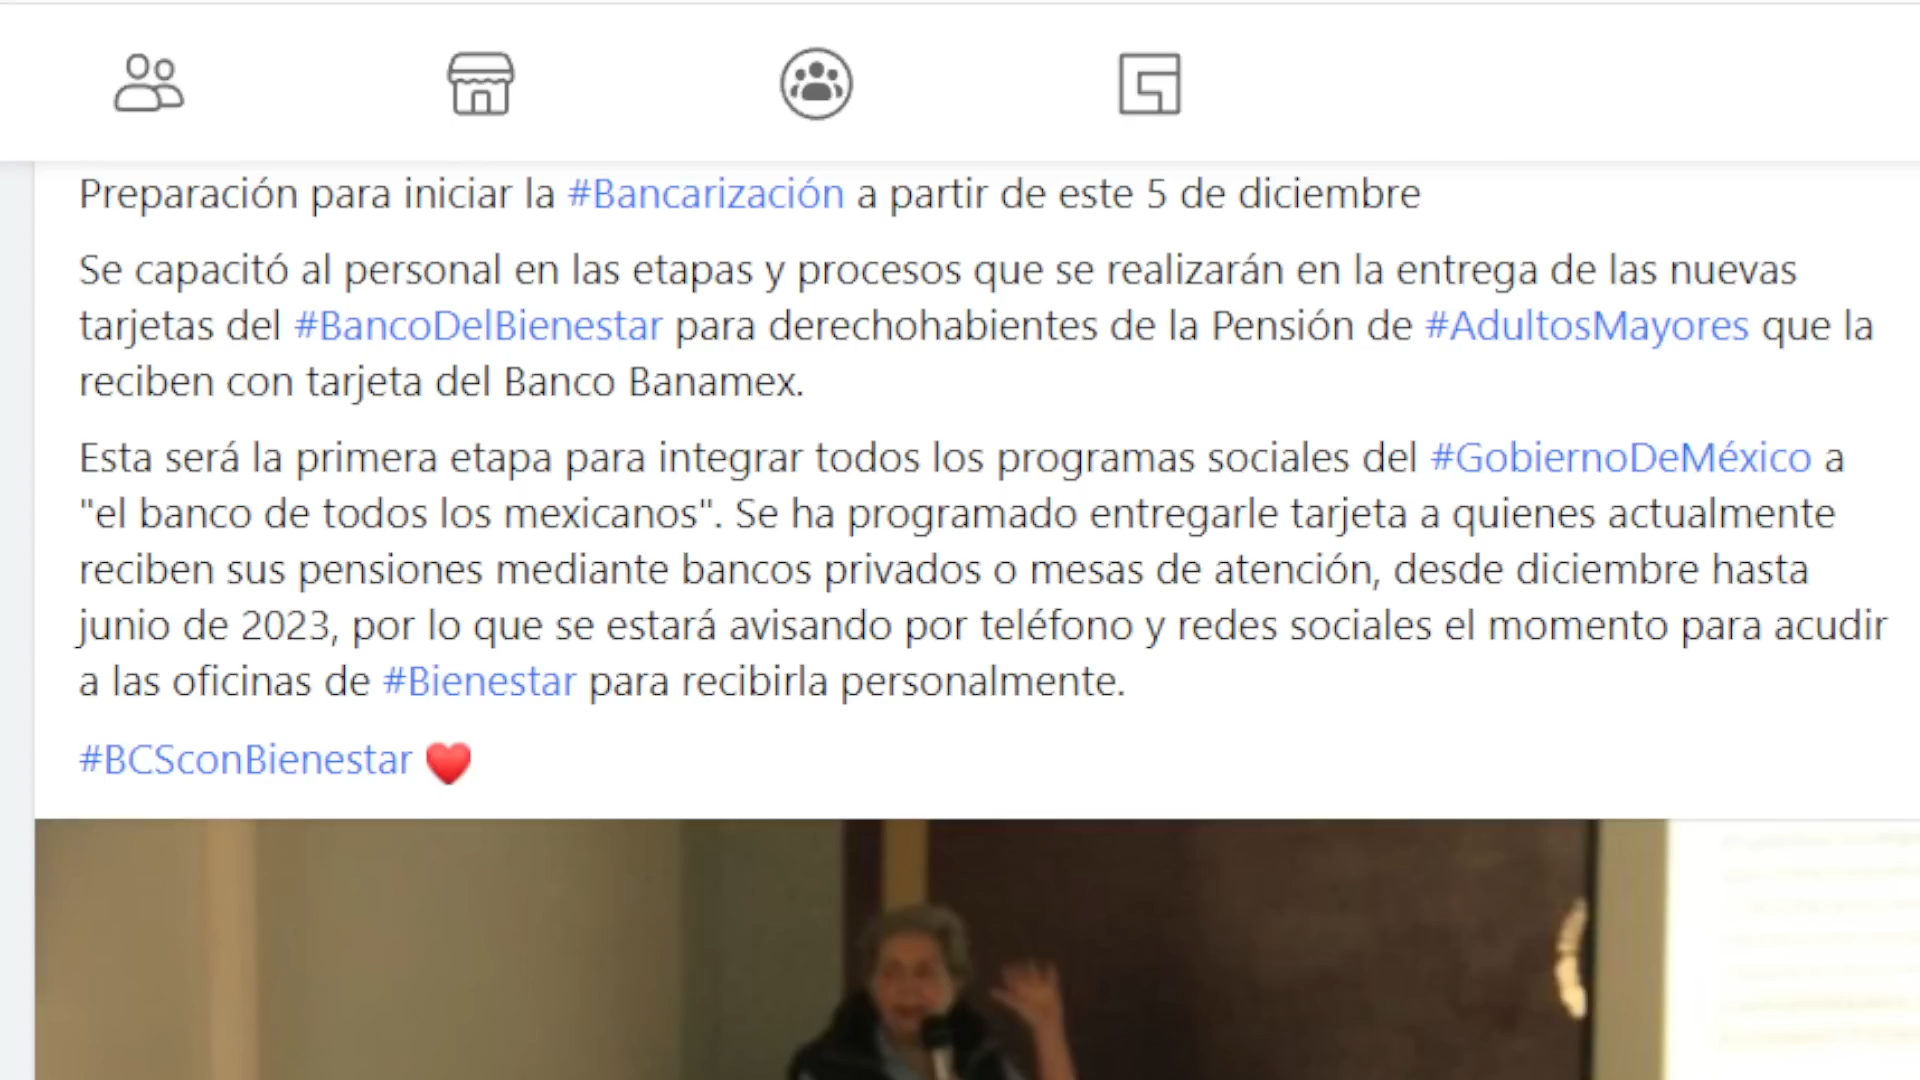 Preparación para iniciar la #Bancarización a partir de este 5 de diciembre
Se capacitó al personal en las etapas y procesos que se realizarán en la entrega de las nuevas
tarjetas del #BancoDelBienestar para derechohabientes de la Pensión de #AdultosMayores que la
reciben con tarjeta del Banco Banamex.
Esta será la primera etapa para integrar todos los programas sociales del #GobiernoDeMéxico a
"el banco de todos los mexicanos". Se ha programado entregarle tarjeta a quienes actualmente
reciben sus pensiones mediante bancos privados o mesas de atención, desde diciembre hasta
junio de 2023, por lo que se estará avisando por teléfono y redes sociales el momento para acudir
a las oficinas de #Bienestar para recibirla personalmente.
#BCSconBienestar ❤️